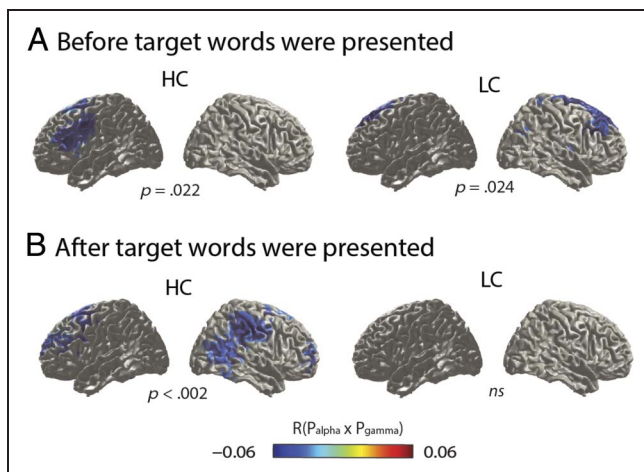 A Before target words were presented
HC
LC
p = .022
p = .024
B After target words were presented
HC
LC
p < .002
ns
R(Palpha x Pgamma)
−0.06
0.06